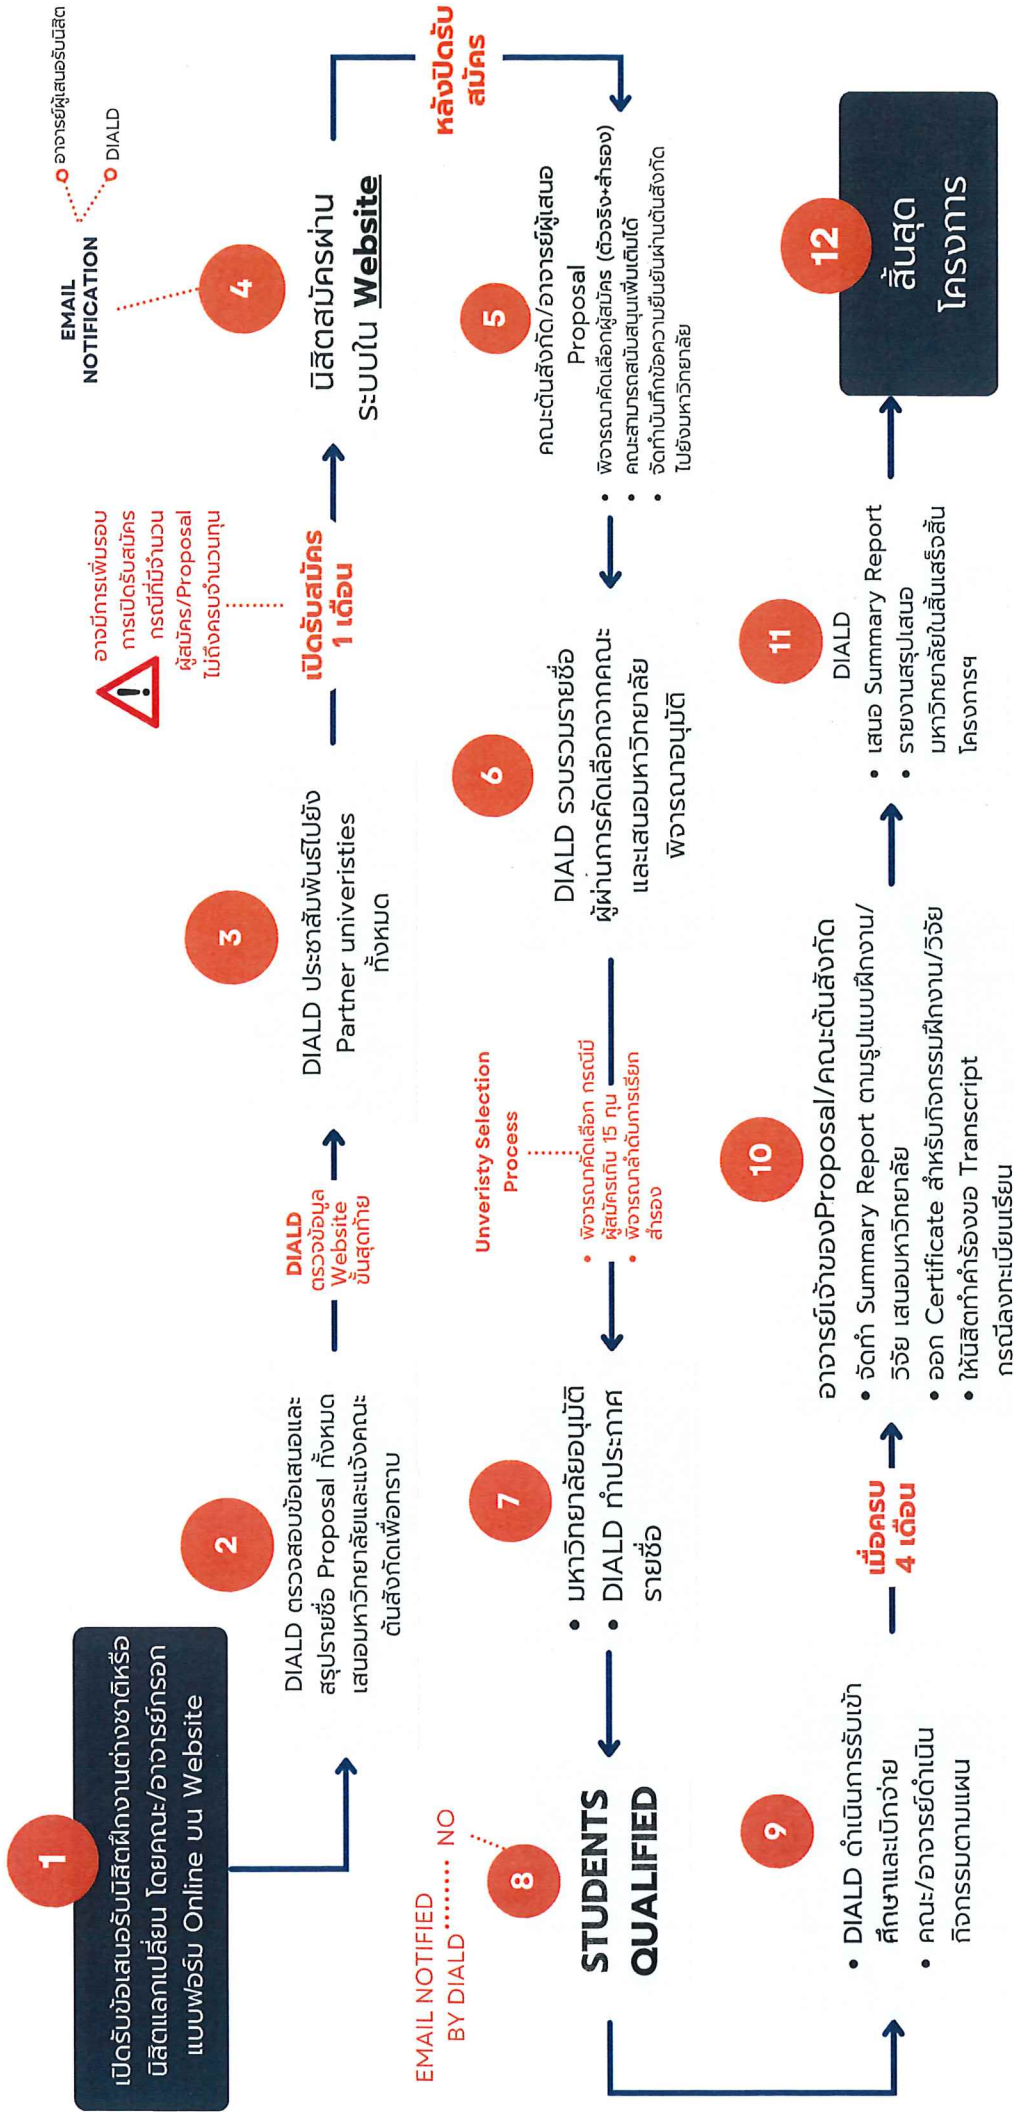 1
เปิดรับข้อเสนอรับนิสิตฝึกงานต่างชาติหรือ
นิสิตแลกเปลี่ยน โดยคณะ/อาจารย์กรอก
แบบฟอร์ม Online บน Website
2
DIALD ตรวจสอบข้อเสนอและ
สรุปรายชื่อ Proposal ทั้งหมด
เสนอมหาวิทยาลัยและแจ้งคณะ
ต้นสังกัดเพื่อทราบ
DIALD
ตรวจข้อมูล
Website
ขั้นสุดท้าย
3
DIALD ประชาสัมพันธ์ไปยัง
Partner univeristies
ทั้งหมด
อาจมีการเพิ่มรอบ
การเปิดรับสมัคร
กรณีที่มีจำนวน
ผู้สมัคร/Proposal
ไม่ถึงครบจำนวนทุน
เปิดรับสมัคร
1 เดือน
EMAIL
NOTIFICATION
อาจารย์ผู้เสนอรับนิสิต
DIALD
4
นิสิตสมัครผ่าน
ระบบใน Website
หลังปิดรับ
สมัคร
5
คณะต้นสังกัด/อาจารย์ผู้เสนอ
Proposal
• พิจารณาคัดเลือกผู้สมัคร (ตัวจริง+สำรอง)
• คณะสามารถสนับสนุนเพิ่มเติมได้
• จัดทำบันทึกข้อความยืนยันผ่านต้นสังกัด
ไปยังมหาวิทยาลัย
6
DIALD รวบรวมรายชื่อ
ผู้ผ่านการคัดเลือกจากคณะ
และเสนอมหาวิทยาลัย
พิจารณาอนุมัติ
Unveristy Selection
Process
• พิจารณาคัดเลือก กรณีมี
ผู้สมัครเกิน 15 ทุน
• พิจารณาลำดับการเรียก
สำรอง
7
• มหาวิทยาลัยอนุมัติ
• DIALD ทำประกาศ
รายชื่อ
EMAIL NOTIFIED
BY DIALD
NO
8
STUDENTS
QUALIFIED
9
• DIALD ดำเนินการรับเข้า
ศึกษาและเบิกจ่าย
• คณะ/อาจารย์ดำเนิน
กิจกรรมตามแผน
เมื่อครบ
4 เดือน
10
อาจารย์เจ้าของProposal/คณะต้นสังกัด
• จัดทำ Summary Report ตามรูปแบบฝึกงาน/
วิจัย เสนอมหาวิทยาลัย
• ออก Certificate สำหรับกิจกรรมฝึกงาน/วิจัย
• ให้นิสิตทำคำร้องขอ Transcript
กรณีลงทะเบียนเรียน
11
DIALD
• เสนอ Summary Report
• รายงานสรุปเสนอ
มหาวิทยาลัยในสิ้นเสร็จสิ้น
โครงการฯ
12
สิ้นสุด
โครงการ